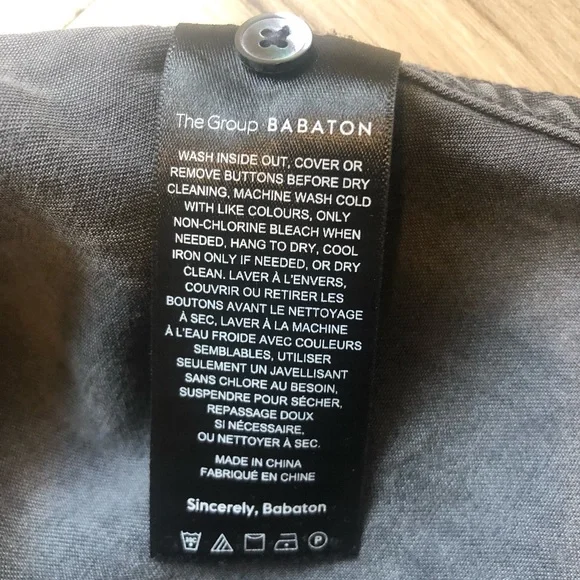 The Group BABATON
WASH INSIDE OUT, COVER OR
REMOVE BUTTONS BEFORE DRY
CLEANING, MACHINE WASH COLD
WITH LIKE COLOURS, ONLY
NON-CHLORINE BLEACH WHEN
NEEDED, HANG TO DRY, COOL
IRON ONLY IF NEEDED, OR DRY
CLEAN. LAVER À L'ENVERS,
COUVRIR OU RETIRER LES
BOUTONS AVANT LE NETTOYAGE
À SEC, LAVER À LA MACHINE
À L'EAU FROIDE AVEC COULEURS
SEMBLABLES, UTILISER
SEULEMENT UN JAVELLISANT
SANS CHLORE AU BESOIN,
SUSPENDRE POUR SÉCHER,
REPASSAGE DOUX
SI NÉCESSAIRE,
OU NETTOYER À SEC.
MADE IN CHINA
FABRIQUÉ EN CHINE
Sincerely, Babaton
30C P